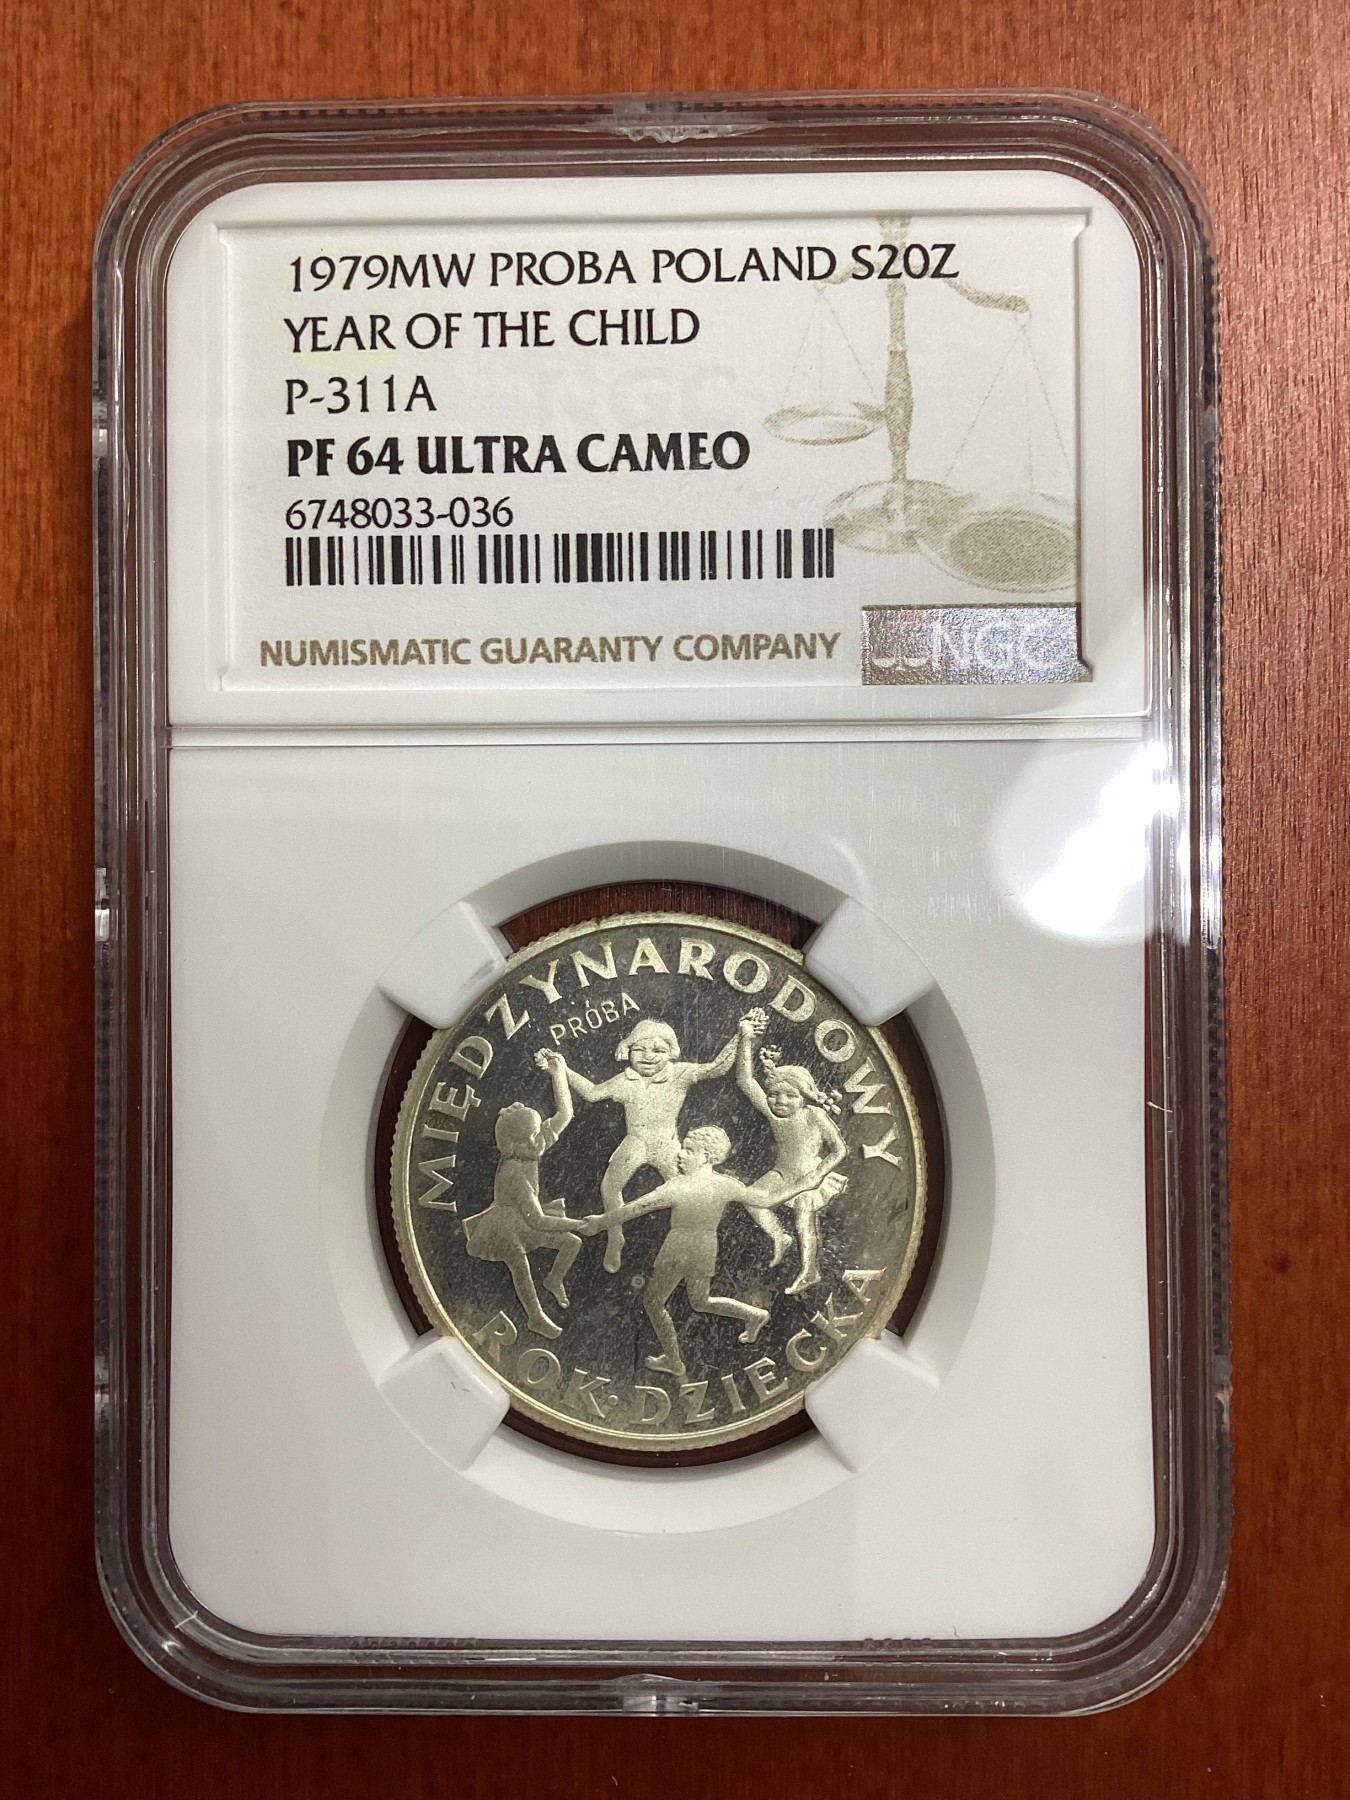 1979MW PROBA POLAND S20Z
YEAR OF THE CHILD
P-311A
PF 64 ULTRA CAMEO
6748033-036
NUMISMATIC GUARANTY COMPANY
NGC
MIĘDZYNARODOWY
PRÓBA
ROK·DZIECKA